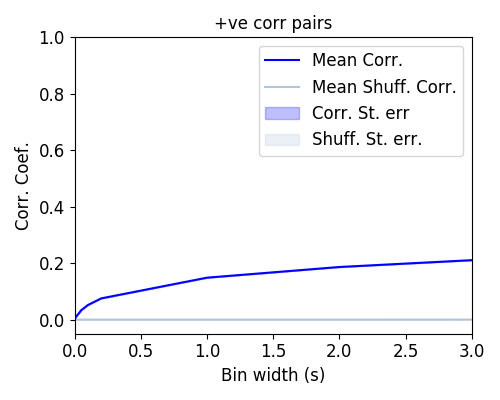 +ve corr pairs
1.0
0.8
0.6
0.4
0.2
0.0
Corr. Coef.
Mean Corr.
Mean Shuff. Corr.
Corr. St. err
Shuff. St. err.
0.0 0.5 1.0 1.5 2.0 2.5 3.0
Bin width (s)